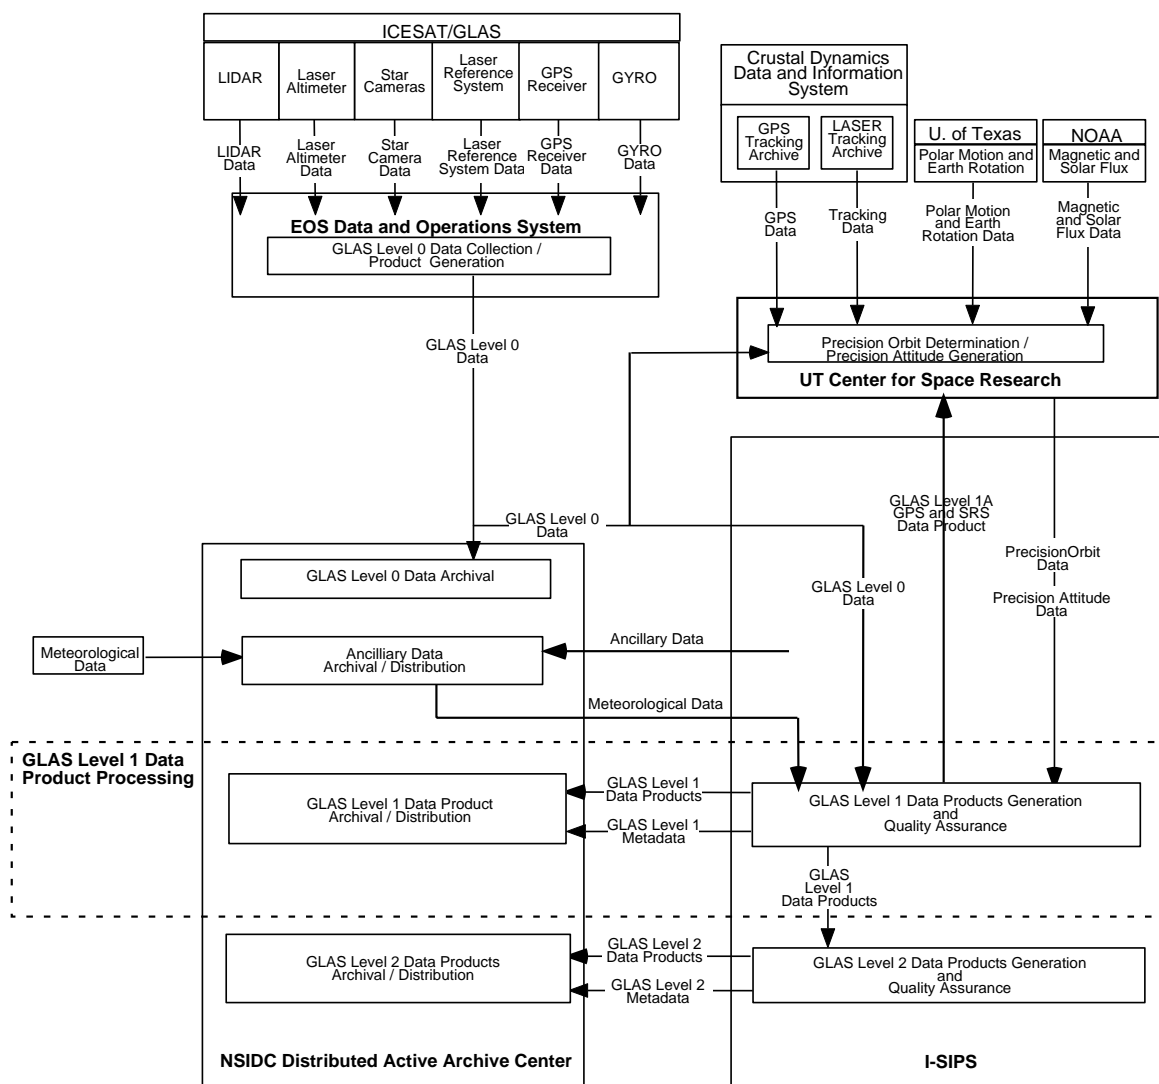 ICESAT/GLAS
LIDAR
Laser
Altimeter
Star
Cameras
Laser
Reference
System
GPS
Receiver
GYRO
LIDAR
Data
Laser
Altimeter
Data
Star
Camera
Data
Laser
Reference
System Data
GPS
Receiver
Data
GYRO
Data
EOS Data and Operations System
GLAS Level 0 Data Collection /
Product Generation
Crustal Dynamics
Data and Information
System
GPS
Tracking
Archive
LASER
Tracking
Archive
U. of Texas
Polar Motion and
Earth Rotation
NOAA
Magnetic and
Solar Flux
GPS
Data
Tracking
Data
Polar Motion
and Earth
Rotation Data
Magnetic
and Solar
Flux Data
Precision Orbit Determination /
Precision Attitude Generation
UT Center for Space Research
GLAS Level 0
Data
GLAS Level 0
Data
GLAS Level 1A
GPS and SRS
Data Product
PrecisionOrbit
Data
Precision Attitude
Data
GLAS Level 0
Data
GLAS Level 0 Data Archival
Meteorological
Data
Ancilliary Data
Archival / Distribution
Ancillary Data
Meteorological Data
GLAS Level 1 Data
Product Processing
GLAS Level 1 Data Product
Archival / Distribution
GLAS Level 1
Data Products
GLAS Level 1
Metadata
GLAS Level 1 Data Products Generation
and
Quality Assurance
GLAS
Level 1
Data Products
GLAS Level 2 Data Products
Archival / Distribution
GLAS Level 2
Data Products
GLAS Level 2
Metadata
GLAS Level 2 Data Products Generation
and
Quality Assurance
NSIDC Distributed Active Archive Center
I-SIPS